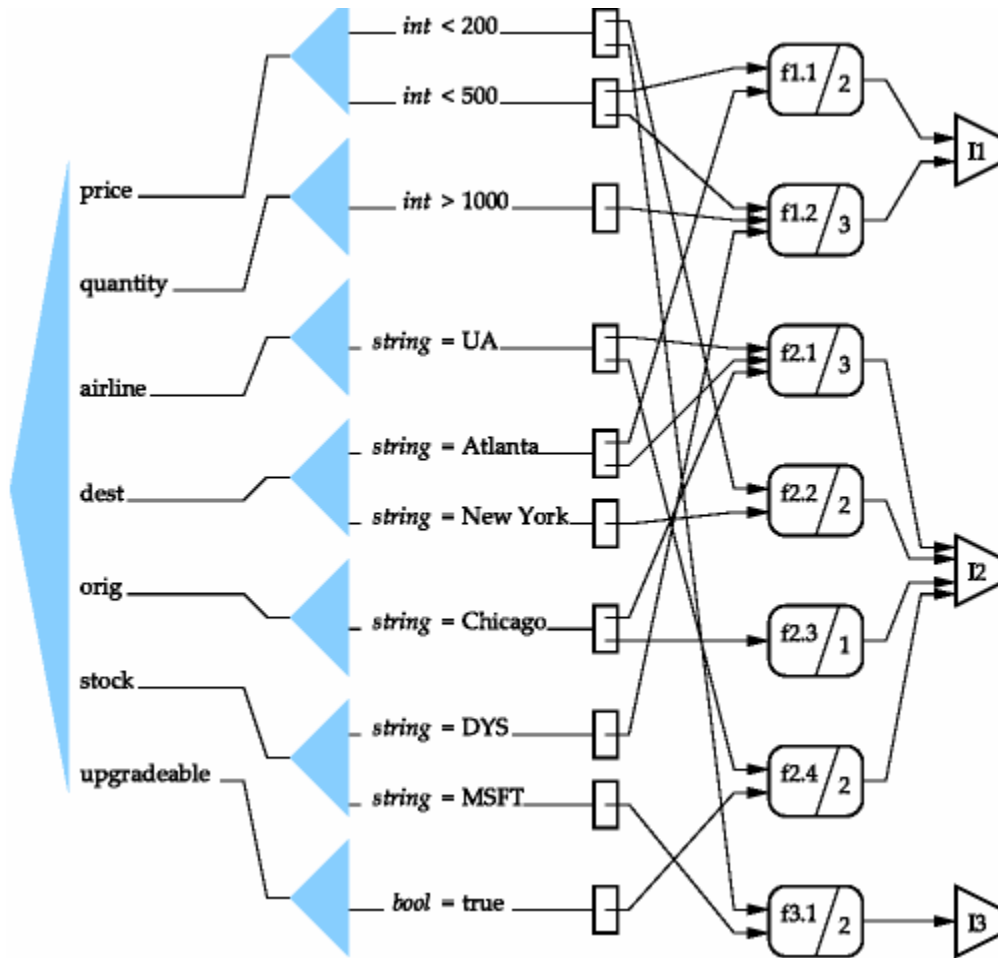 price
quantity
airline
dest
orig
stock
upgradeable
int < 200
int < 500
int > 1000
string = UA
string = Atlanta
string = New York
string = Chicago
string = DYS
string = MSFT
bool = true
f1.1 / 2
f1.2 / 3
f2.1 / 3
f2.2 / 2
f2.3 / 1
f2.4 / 2
f3.1 / 2
I1
I2
I3